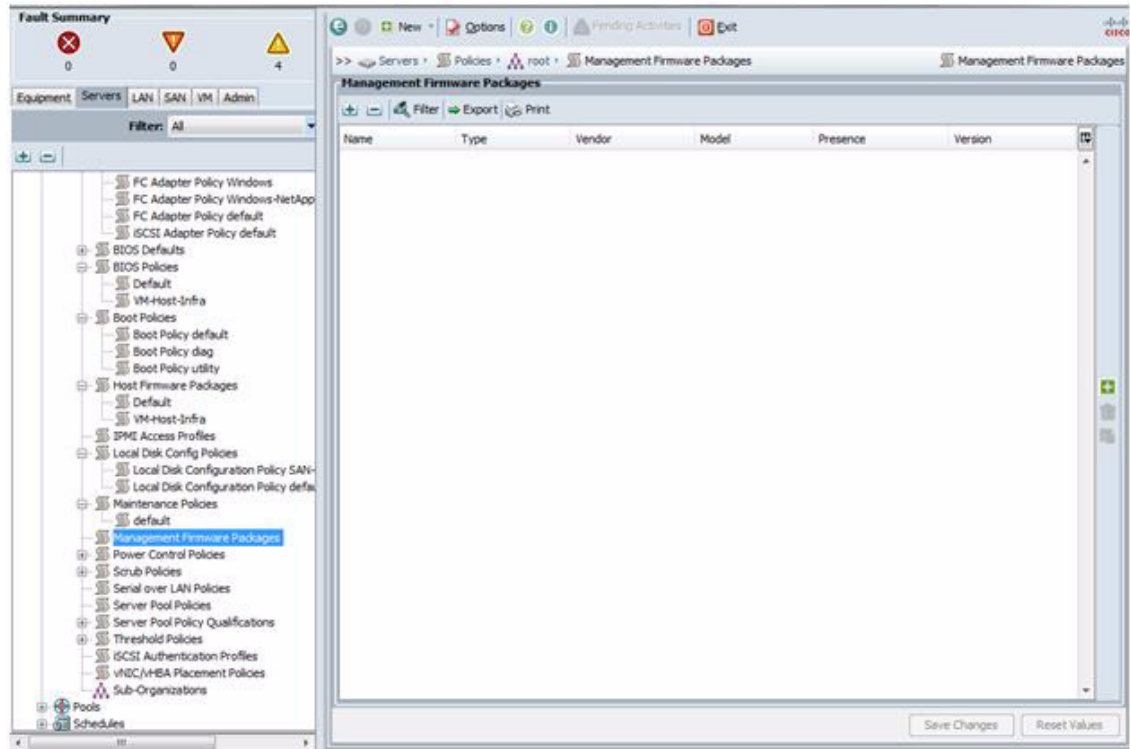 Fault Summary
0 0 4
Equipment Servers LAN SAN VM Admin
Filter: All
FC Adapter Policy Windows
FC Adapter Policy Windows-NetApp
FC Adapter Policy default
iSCSI Adapter Policy default
BIOS Defaults
BIOS Policies
Default
VM-Host-Infra
Boot Policies
Boot Policy default
Boot Policy diag
Boot Policy utility
Host Firmware Packages
Default
VM-Host-Infra
IPMI Access Profiles
Local Disk Config Policies
Local Disk Configuration Policy SAN-
Local Disk Configuration Policy defau
Maintenance Policies
default
Management Firmware Packages
Power Control Policies
Scrub Policies
Serial over LAN Policies
Server Pool Policies
Server Pool Policy Qualifications
Threshold Policies
iSCSI Authentication Profiles
vNIC/vHBA Placement Policies
Sub-Organizations
Pools
Schedules
New Options Pending Activities Exit
CISCO
>> Servers Policies root Management Firmware Packages Management Firmware Packages
Management Firmware Packages
Filter Export Print
Name Type Vendor Model Presence Version
Save Changes Reset Values